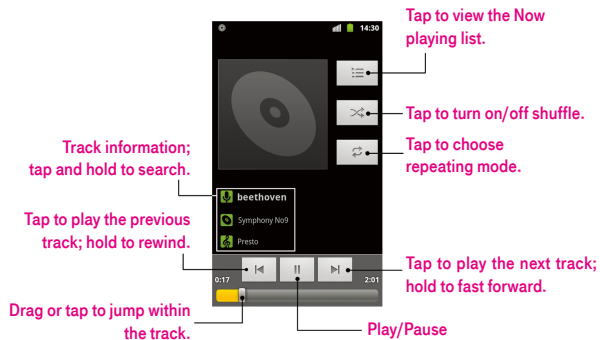 14:30
Tap to view the Now
playing list.
Tap to turn on/off shuffle.
Tap to choose
repeating mode.
Track information;
tap and hold to search.
beethoven
Symphony No9
Presto
Tap to play the previous
track; hold to rewind.
0:17
2:01
Tap to play the next track;
hold to fast forward.
Drag or tap to jump within
the track.
Play/Pause